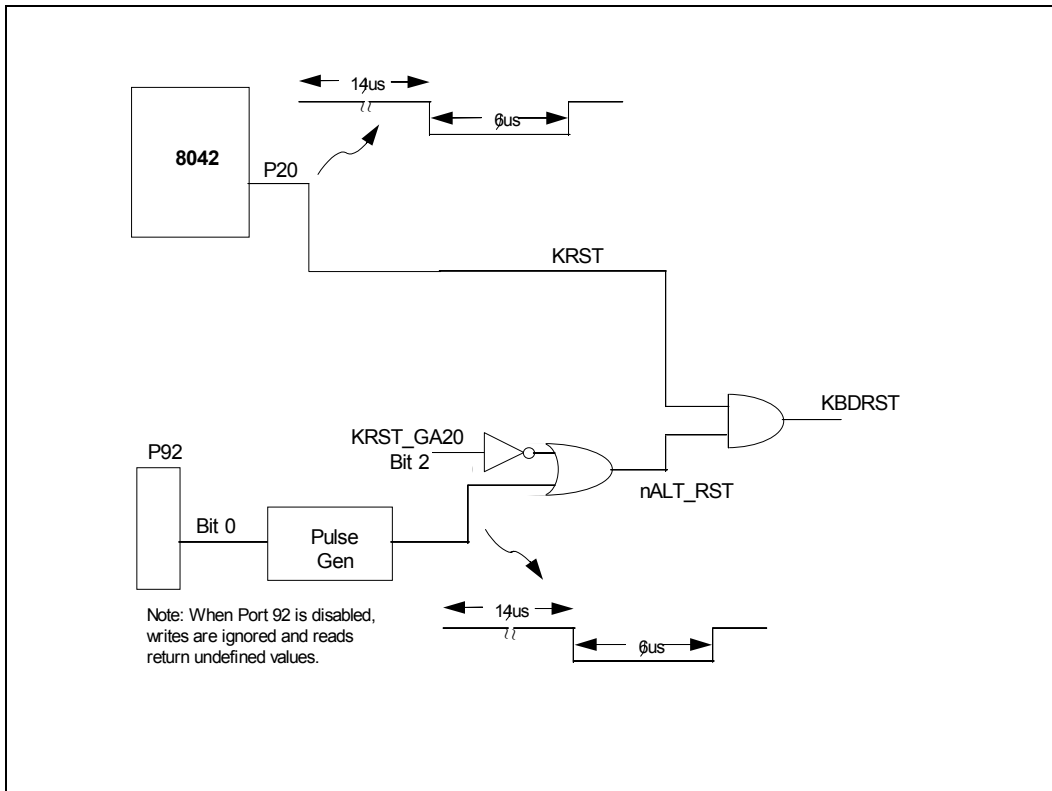 14us
6us
8042
P20
KRST
KBDRST
KRST_GA20
Bit 2
nALT_RST
P92
Bit 0
Pulse
Gen
14us
6us
Note: When Port 92 is disabled,
writes are ignored and reads
return undefined values.